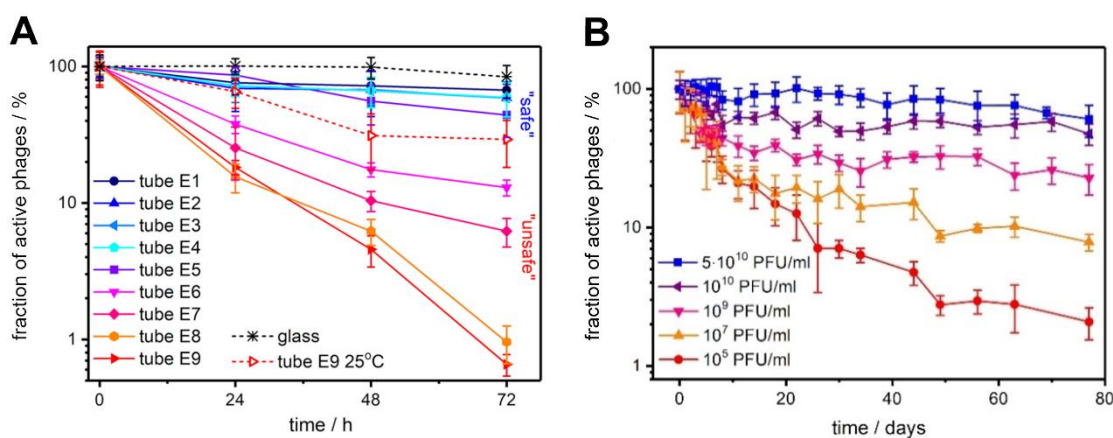 A
fraction of active phages / %
100
10
1
0
24
48
72
time / h
tube E1
tube E2
tube E3
tube E4
tube E5
tube E6
tube E7
tube E8
tube E9
glass
tube E9 25°C
"safe"
"unsafe"
B
fraction of active phages / %
100
10
1
0
20
40
60
80
time / days
5·10¹⁰ PFU/ml
10¹⁰ PFU/ml
10⁹ PFU/ml
10⁷ PFU/ml
10⁵ PFU/ml